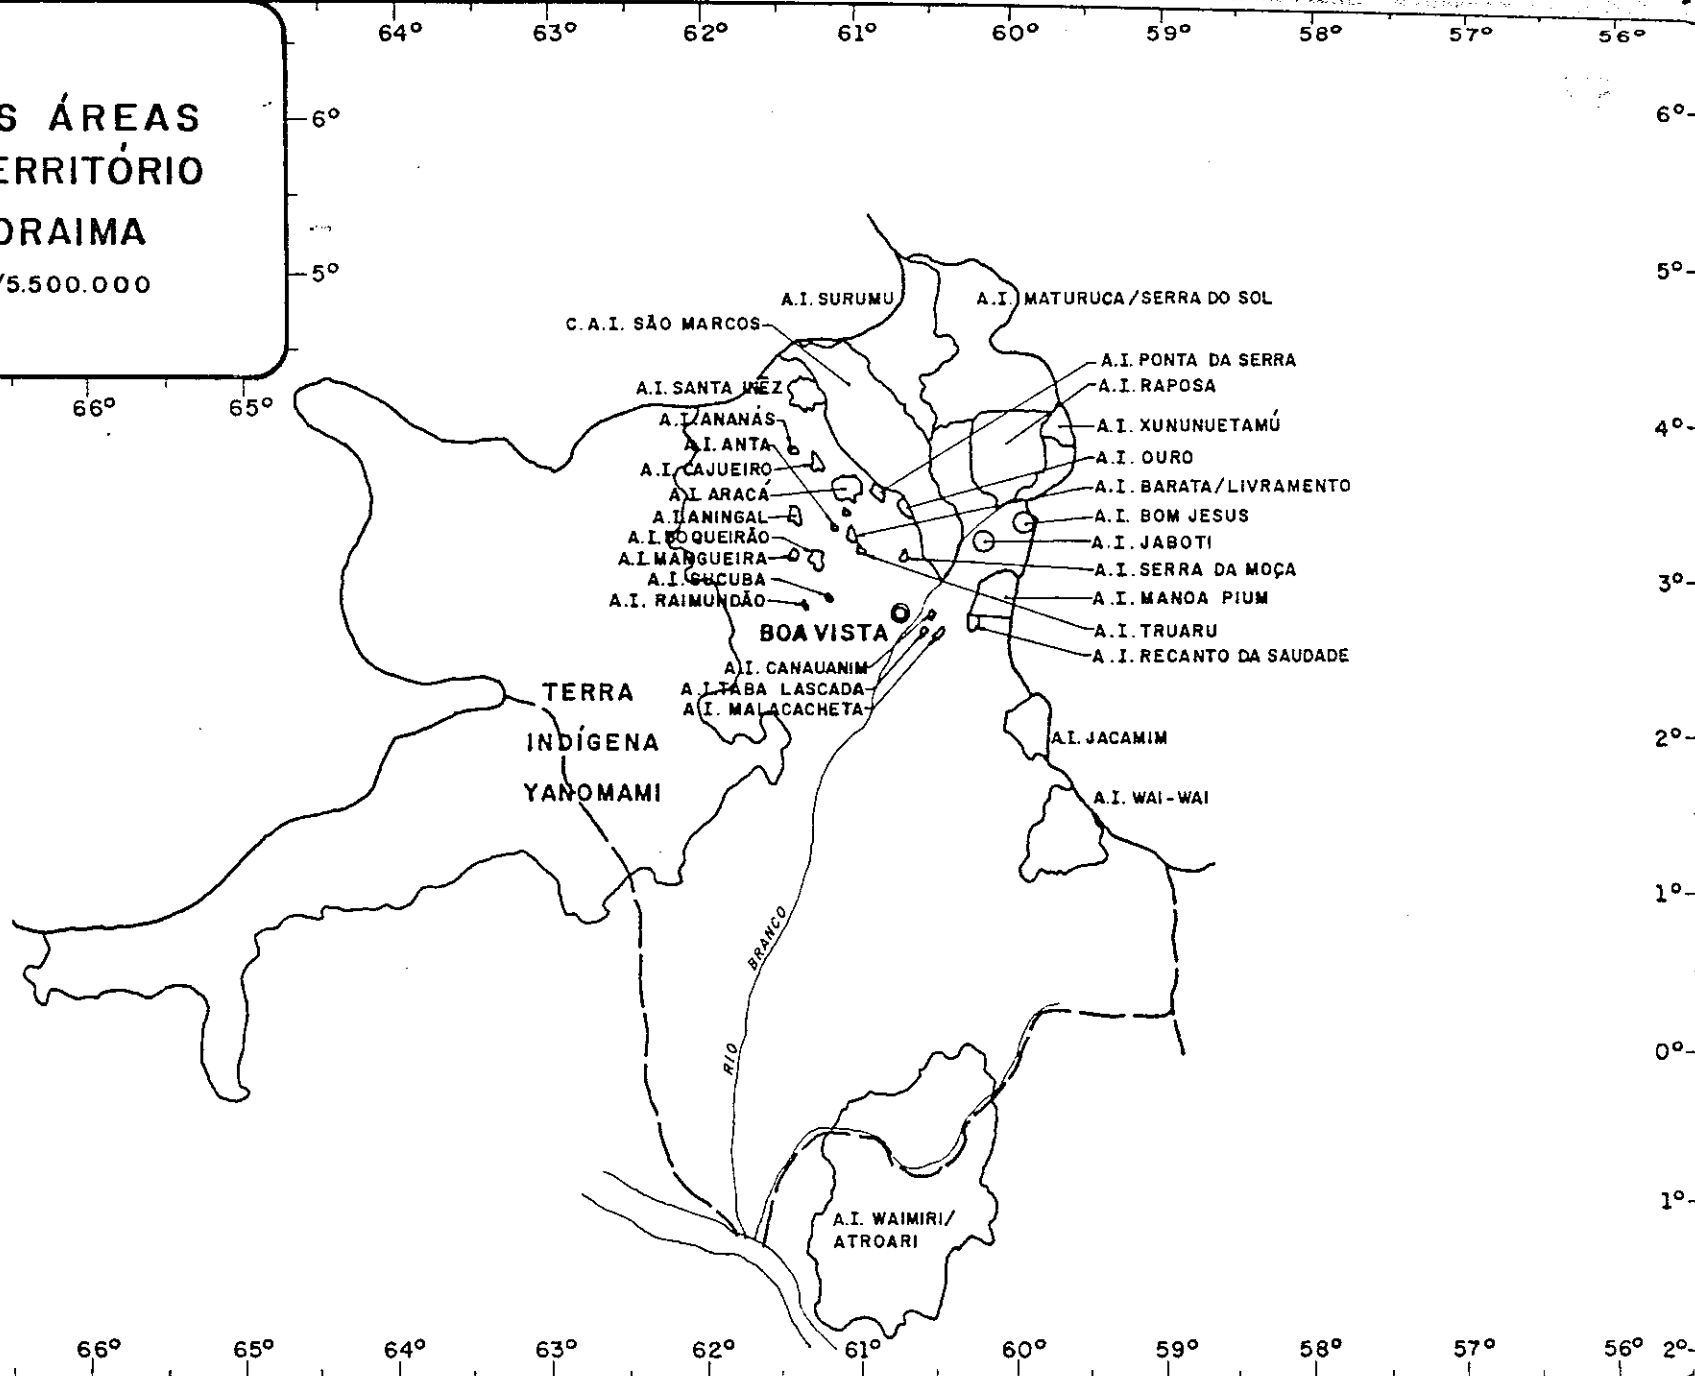 64° 63° 62° 61° 60° 59° 58° 57° 56°
S ÁREAS
ERRITÓRIO
ORAIMA
/5.500.000
6° 6°
5° 5°
66° 65°
4°
3°
2°
1°
0°
1°
A.I. SURUMU
A.I. MATURUCA/SERRA DO SOL
C.A.I. SÃO MARCOS
A.I. PONTA DA SERRA
A.I. SANTA INÊZ
A.I. RAPOSA
A.I. ANANÁS
A.I. XUNUNUETAMÚ
A.I. ANTA
A.I. OURO
A.I. CAJUEIRO
A.I. BARATA/LIVRAMENTO
A.I. ARACÁ
A.I. BOM JESUS
A.I. ANINGAL
A.I. JABOTI
A.I. BOQUEIRÃO
A.I. MANGUEIRA
A.I. SERRA DA MOÇA
A.I. SUCUBA
A.I. MANOA PIUM
A.I. RAIMUNDÃO
BOA VISTA
A.I. TRUARU
A.I. RECANTO DA SAUDADE
A.I. CANAUANIM
A.I. TABA LASCADA
A.I. MALACACHETA
TERRA
INDÍGENA
YANOMAMI
A.I. JACAMIM
A.I. WAI-WAI
RIO BRANCO
A.I. WAIMIRI/
ATROARI
66° 65° 64° 63° 62° 61° 60° 59° 58° 57° 56° 2°